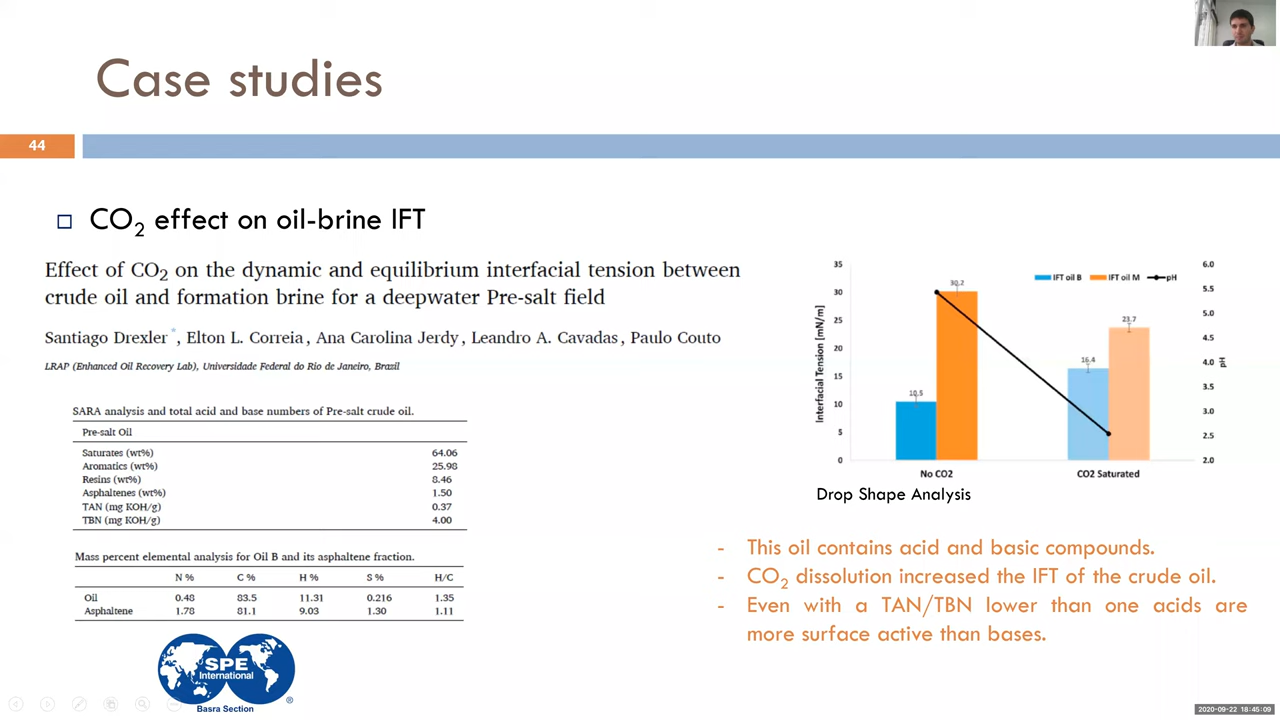 Case studies
44
CO2 effect on oil-brine IFT
Effect of CO2 on the dynamic and equilibrium interfacial tension between
crude oil and formation brine for a deepwater Pre-salt field
Santiago Drexler *, Elton L. Correia, Ana Carolina Jerdy, Leandro A. Cavadas, Paulo Couto
LRAP (Enhanced Oil Recovery Lab), Universidade Federal do Rio de Janeiro, Brasil
SARA analysis and total acid and base numbers of Pre-salt crude oil.
Pre-salt Oil
Saturates (wt%) 64.06
Aromatics (wt%) 25.98
Resins (wt%) 8.46
Asphaltenes (wt%) 1.50
TAN (mg KOH/g) 0.37
TBN (mg KOH/g) 4.00
Mass percent elemental analysis for Oil B and its asphaltene fraction.
N % C % H % S % H/C
Oil 0.48 83.5 11.31 0.216 1.35
Asphaltene 1.78 81.1 9.03 1.30 1.11
SPE
International
®
Basra Section
IFT oil B IFT oil M pH
Interfacial Tension [mN/m]
35
30
25
20
15
10
5
0
10.5
30.2
16.4
23.7
6.0
5.5
5.0
4.5
4.0
3.5
3.0
2.5
2.0
pH
No CO2 CO2 Saturated
Drop Shape Analysis
- This oil contains acid and basic compounds.
- CO2 dissolution increased the IFT of the crude oil.
- Even with a TAN/TBN lower than one acids are
more surface active than bases.
2020-09-22 18:45:09